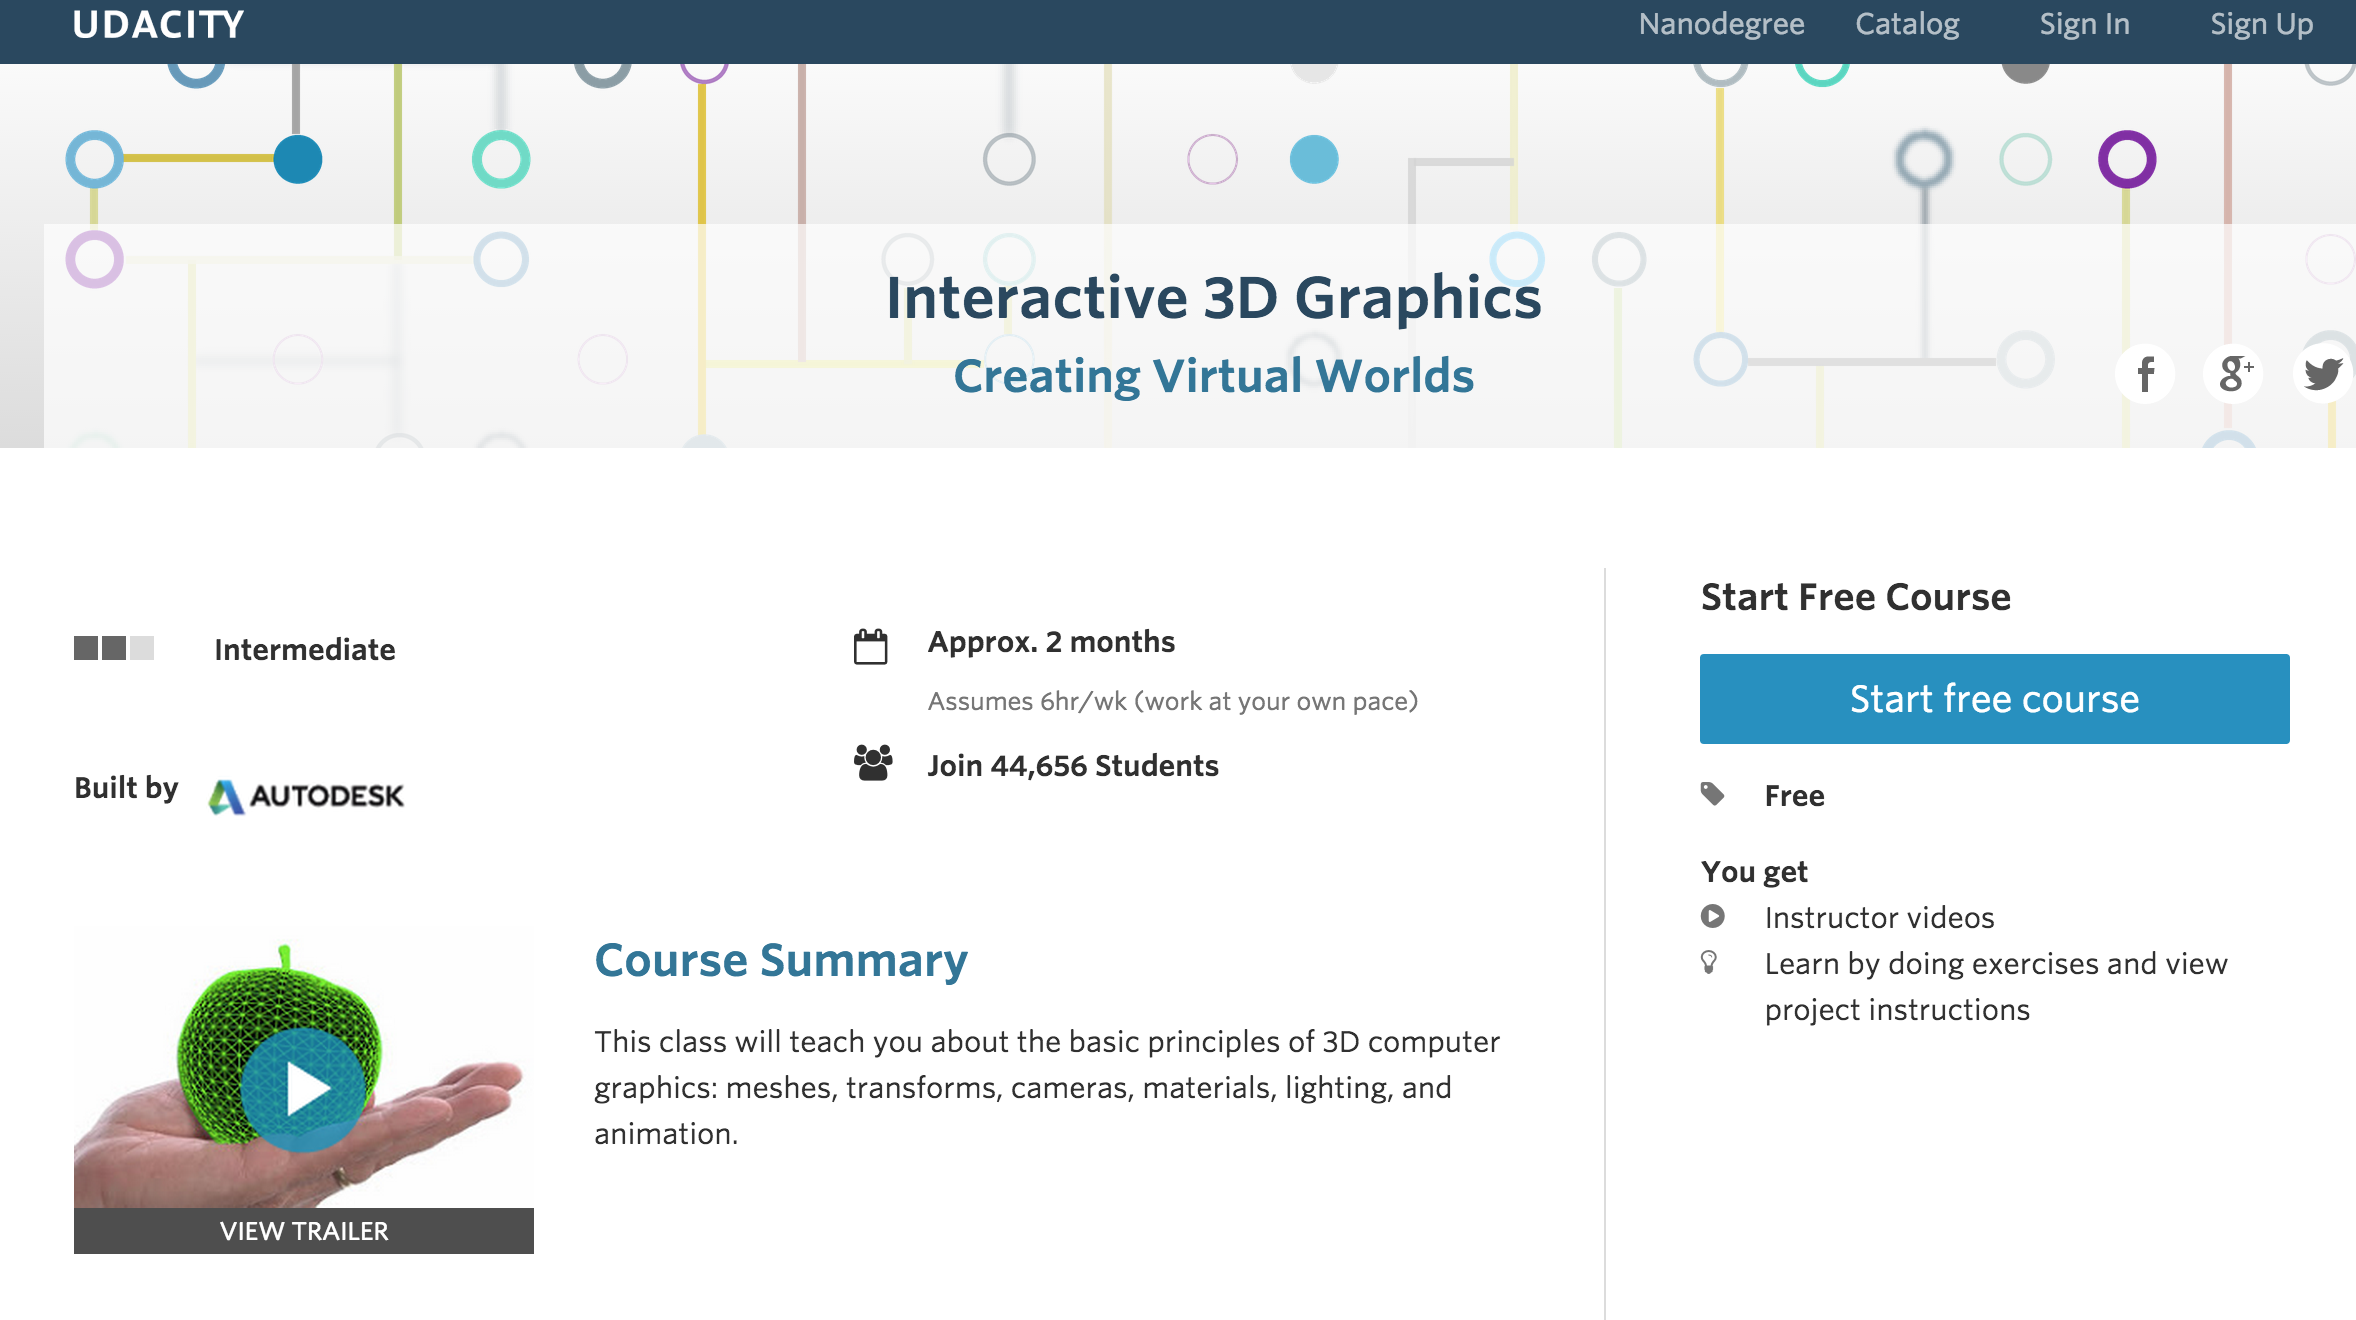 UDACITY
Nanodegree Catalog Sign In Sign Up
Interactive 3D Graphics
Creating Virtual Worlds
f g+
Intermediate
Approx. 2 months
Assumes 6hr/wk (work at your own pace)
Join 44,656 Students
Built by AUTODESK
VIEW TRAILER
Course Summary
This class will teach you about the basic principles of 3D computer
graphics: meshes, transforms, cameras, materials, lighting, and
animation.
Start Free Course
Start free course
Free
You get
Instructor videos
Learn by doing exercises and view
project instructions